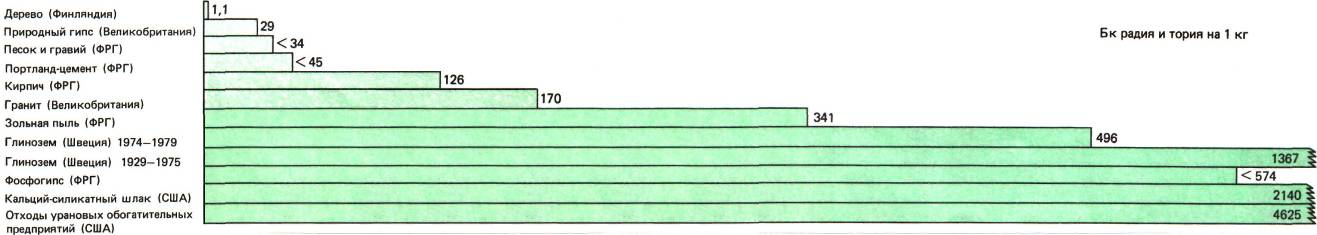 Дерево (Финляндия) 1,1
Природный гипс (Великобритания) 29
Песок и гравий (ФРГ) < 34
Бк радия и тория на 1 кг
Портланд-цемент (ФРГ) < 45
Кирпич (ФРГ) 126
Гранит (Великобритания) 170
Зольная пыль (ФРГ) 341
Глинозем (Швеция) 1974—1979 496
Глинозем (Швеция) 1929—1975 1367
Фосфогипс (ФРГ) < 574
Кальций-силикатный шлак (США) 2140
Отходы урановых обогатительных 4625
предприятий (США)